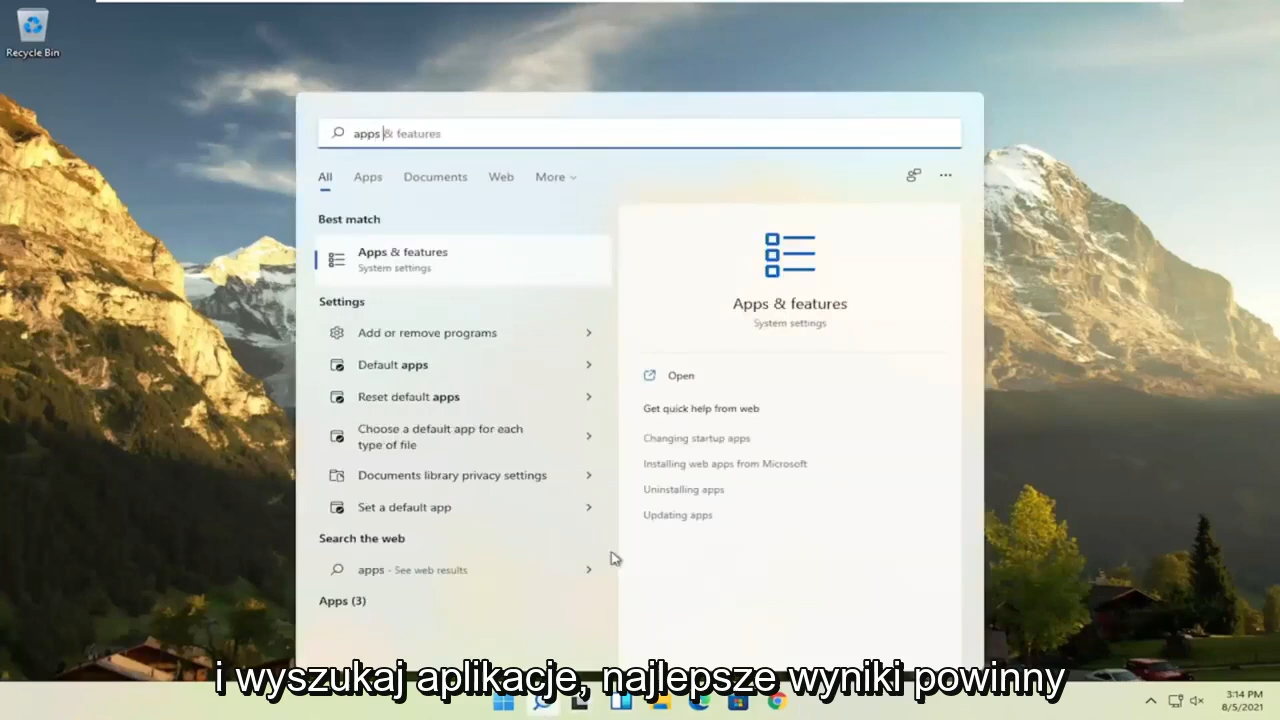 Recycle Bin
apps & features
All Apps Documents Web More
Best match
Apps & features
System settings
Settings
Add or remove programs
Default apps
Reset default apps
Choose a default app for each
type of file
Documents library privacy settings
Set a default app
Search the web
apps - See web results
Apps (3)
Apps & features
System settings
Open
Get quick help from web
Changing startup apps
Installing web apps from Microsoft
Uninstalling apps
Updating apps
i wyszukaj aplikacje, najlepsze wyniki powinny
3:14 PM
8/5/2021